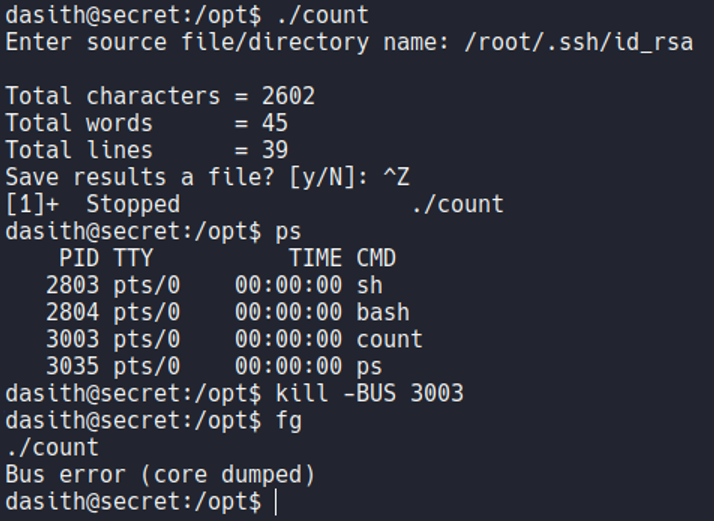 dasith@secret:/opt$ ./count
Enter source file/directory name: /root/.ssh/id_rsa

Total characters = 2602
Total words      = 45
Total lines      = 39
Save results a file? [y/N]: ^Z
[1]+  Stopped                 ./count
dasith@secret:/opt$ ps
    PID TTY          TIME CMD
   2803 pts/0    00:00:00 sh
   2804 pts/0    00:00:00 bash
   3003 pts/0    00:00:00 count
   3035 pts/0    00:00:00 ps
dasith@secret:/opt$ kill -BUS 3003
dasith@secret:/opt$ fg
./count
Bus error (core dumped)
dasith@secret:/opt$